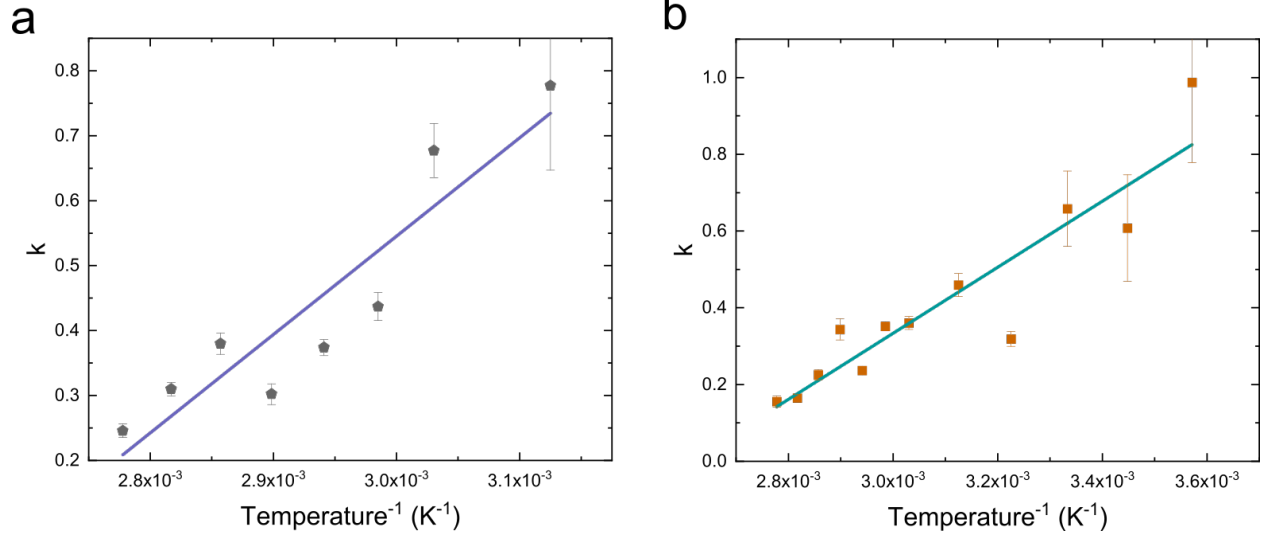 a
b
0.8
0.7
0.6
0.5
0.4
0.3
0.2
k
2.8x10⁻³
2.9x10⁻³
3.0x10⁻³
3.1x10⁻³
Temperature⁻¹ (K⁻¹)
1.0
0.8
0.6
0.4
0.2
0.0
k
2.8x10⁻³
3.0x10⁻³
3.2x10⁻³
3.4x10⁻³
3.6x10⁻³
Temperature⁻¹ (K⁻¹)